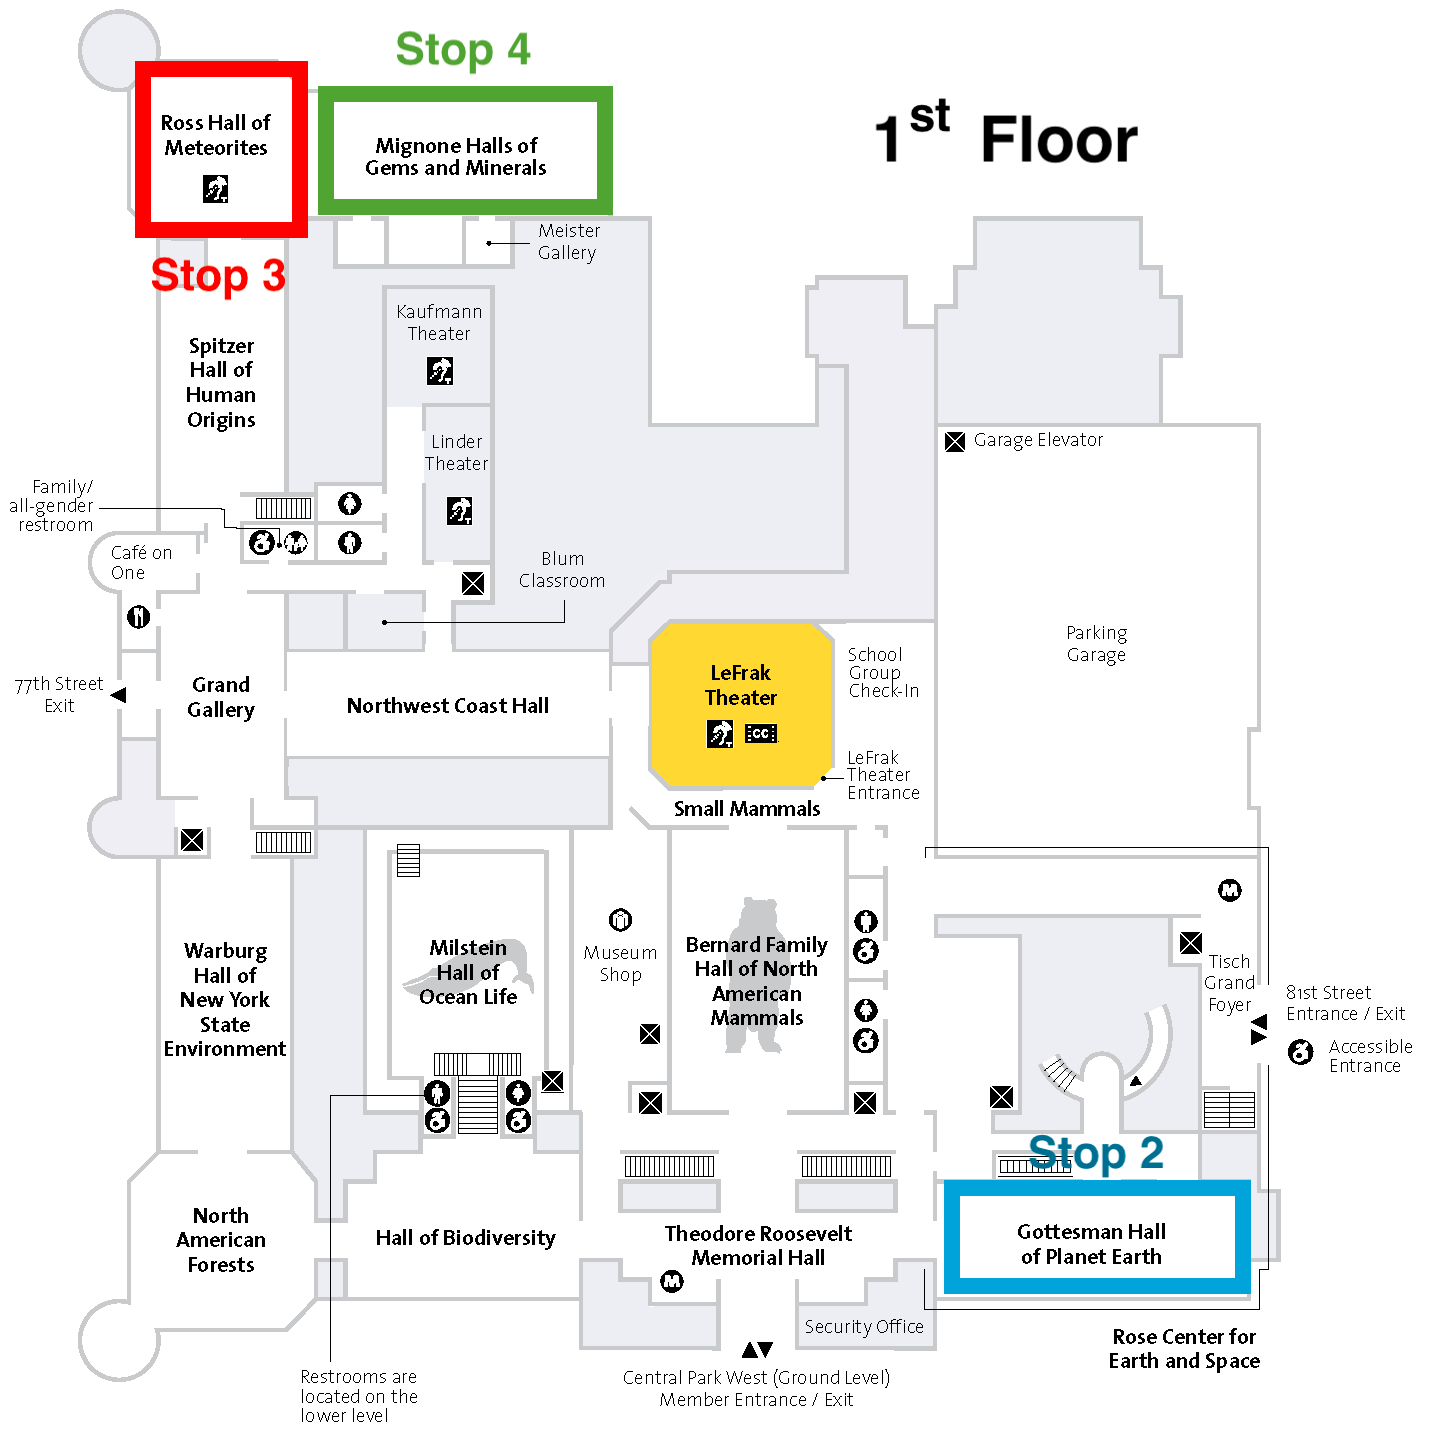 Stop 4
1st Floor
Ross Hall of
Meteorites
Mignone Halls of
Gems and Minerals
Stop 3
Meister
Gallery
Kaufmann
Theater
Spitzer
Hall of
Human
Origins
Linder
Theater
Garage Elevator
Family/
all-gender
restroom
Café on
One
Blum
Classroom
Parking
Garage
LeFrak
Theater
CC
School
Group
Check-In
77th Street
Exit
Grand
Gallery
Northwest Coast Hall
LeFrak
Theater
Entrance
Small Mammals
Warburg
Hall of
New York
State
Environment
Milstein
Hall of
Ocean Life
Museum
Shop
Bernard Family
Hall of North
American
Mammals
M
Tisch
Grand
Foyer
81st Street
Entrance / Exit
Accessible
Entrance
Stop 2
North
American
Forests
Hall of Biodiversity
Theodore Roosevelt
Memorial Hall
M
Gottesman Hall
of Planet Earth
Security Office
Rose Center for
Earth and Space
Restrooms are
located on the
lower level
Central Park West (Ground Level)
Member Entrance / Exit